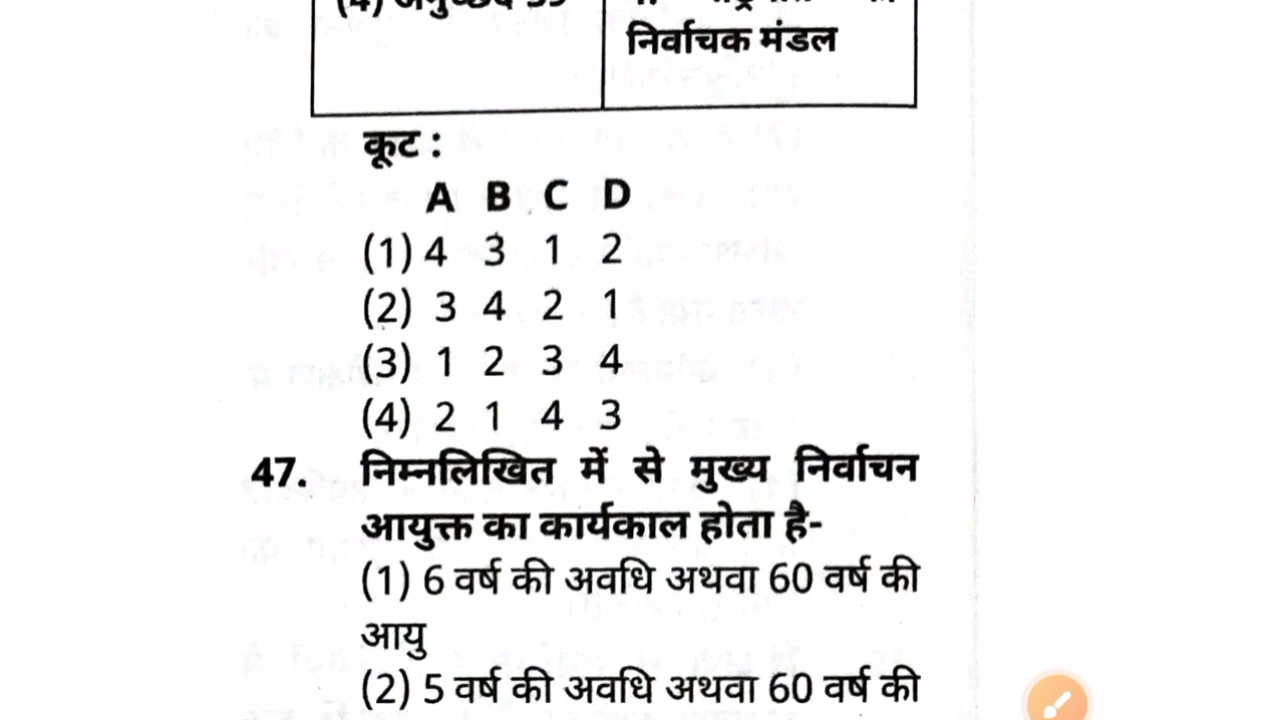 निर्वाचक मंडल
कूट :
A B C D
(1) 4 3 1 2
(2) 3 4 2 1
(3) 1 2 3 4
(4) 2 1 4 3
47. निम्नलिखित में से मुख्य निर्वाचन
आयुक्त का कार्यकाल होता है-
(1) 6 वर्ष की अवधि अथवा 60 वर्ष की
आयु
(2) 5 वर्ष की अवधि अथवा 60 वर्ष की